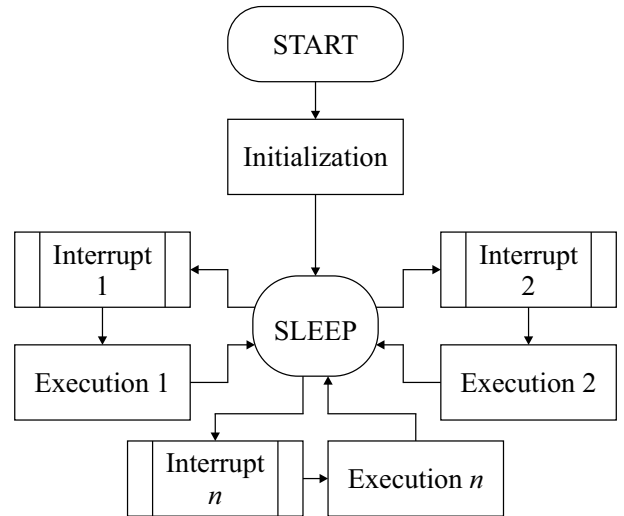 START
Initialization
Interrupt
1
Interrupt
2
SLEEP
Execution 1
Execution 2
Interrupt
n
Execution n